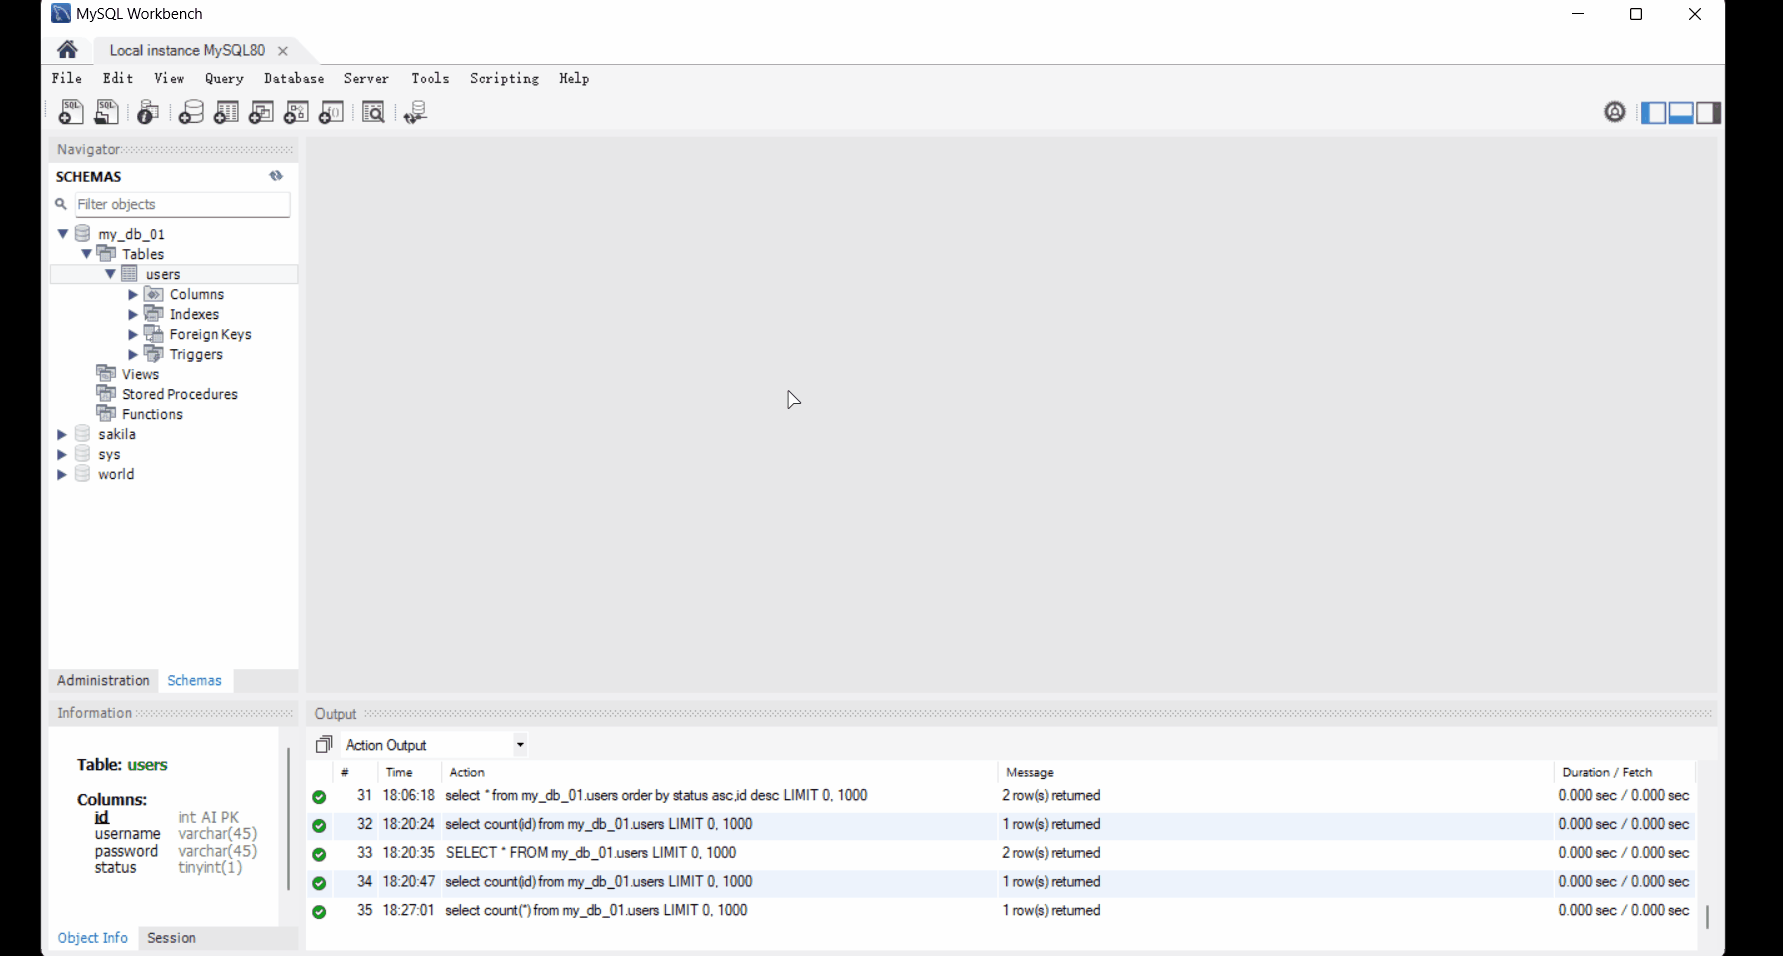 MySQL Workbench
Local instance MySQL80
File Edit View Query Database Server Tools Scripting Help
Navigator
SCHEMAS
Filter objects
my_db_01
Tables
users
Columns
Indexes
Foreign Keys
Triggers
Views
Stored Procedures
Functions
sakila
sys
world
Administration Schemas
Information
Table: users
Columns:
id int AI PK
username varchar(45)
password varchar(45)
status tinyint(1)
Object Info Session
Output
Action Output
# Time Action Message Duration / Fetch
31 18:06:18 select * from my_db_01.users order by status asc,id desc LIMIT 0, 1000 2 row(s) returned 0.000 sec / 0.000 sec
32 18:20:24 select count(id) from my_db_01.users LIMIT 0, 1000 1 row(s) returned 0.000 sec / 0.000 sec
33 18:20:35 SELECT * FROM my_db_01.users LIMIT 0, 1000 2 row(s) returned 0.000 sec / 0.000 sec
34 18:20:47 select count(id) from my_db_01.users LIMIT 0, 1000 1 row(s) returned 0.000 sec / 0.000 sec
35 18:27:01 select count(*) from my_db_01.users LIMIT 0, 1000 1 row(s) returned 0.000 sec / 0.000 sec